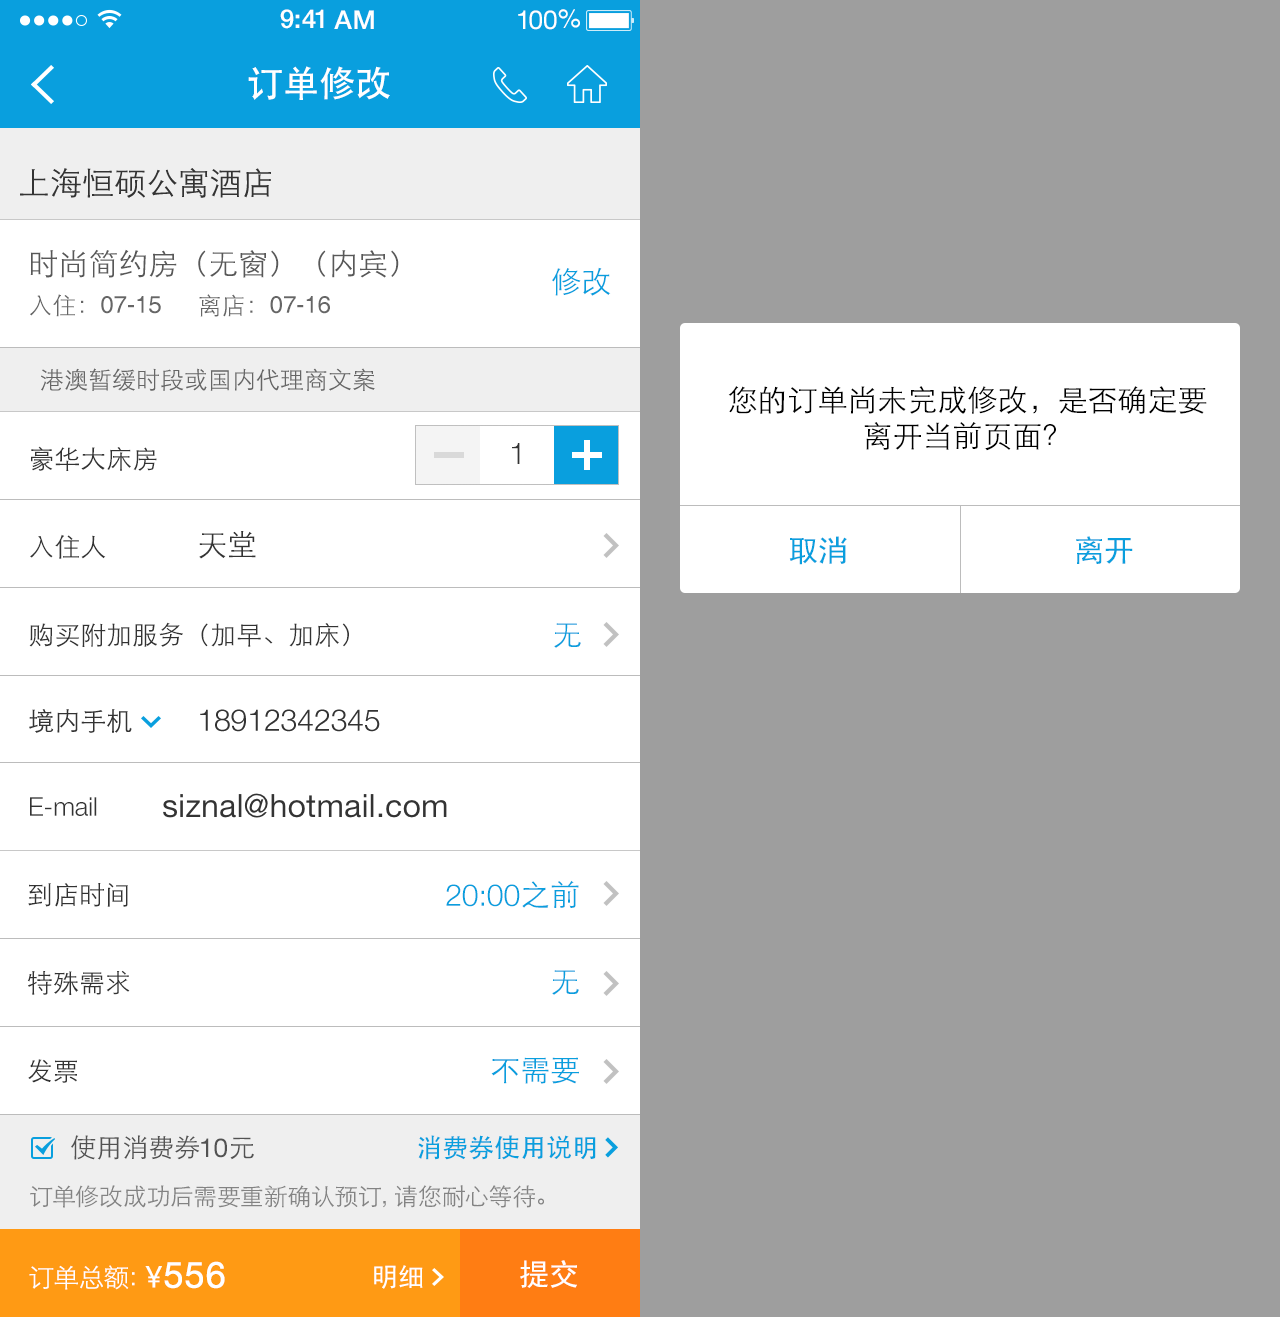 9:41 AM
100%
订单修改
上海恒硕公寓酒店
时尚简约房（无窗）（内宾）
修改
入住：07-15 离店：07-16
港澳暂缓时段或国内代理商文案
豪华大床房
1
入住人 天堂
购买附加服务（加早、加床） 无
境内手机 18912342345
E-mail siznal@hotmail.com
到店时间 20:00之前
特殊需求 无
发票 不需要
使用消费券10元 消费券使用说明
订单修改成功后需要重新确认预订, 请您耐心等待。
订单总额: ¥556 明细 提交
您的订单尚未完成修改，是否确定要
离开当前页面？
取消 离开